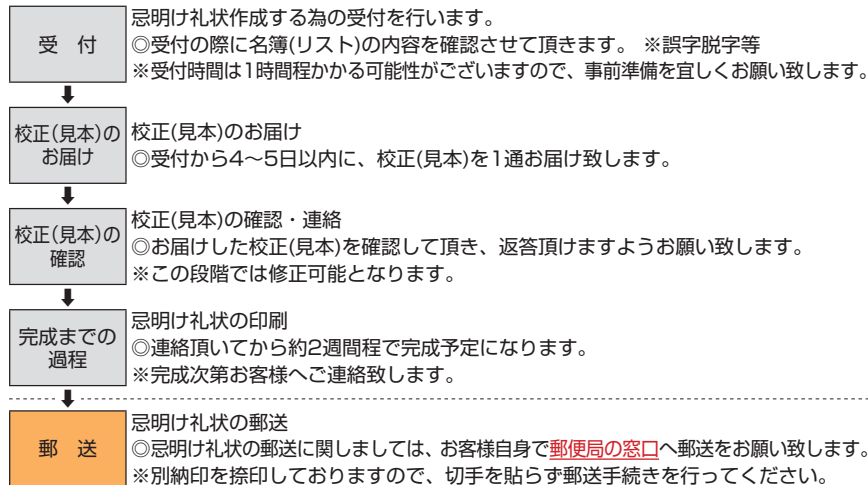 受　付
忌明け礼状作成する為の受付を行います。
◎受付の際に名簿(リスト)の内容を確認させて頂きます。 ※誤字脱字等
※受付時間は1時間程かかる可能性がございますので、事前準備を宜しくお願い致します。
校正(見本)の
お届け
校正(見本)のお届け
◎受付から4～5日以内に、校正(見本)を1通お届け致します。
校正(見本)の
確認
校正(見本)の確認・連絡
◎お届けした校正(見本)を確認して頂き、返答頂けますようお願い致します。
※この段階では修正可能となります。
完成までの
過程
忌明け礼状の印刷
◎連絡頂いてから約2週間程で完成予定になります。
※完成次第お客様へご連絡致します。
郵　送
忌明け礼状の郵送
◎忌明け礼状の郵送に関しましては、お客様自身で郵便局の窓口へ郵送をお願い致します。
※別納印を捺印しておりますので、切手を貼らず郵送手続きを行ってください。